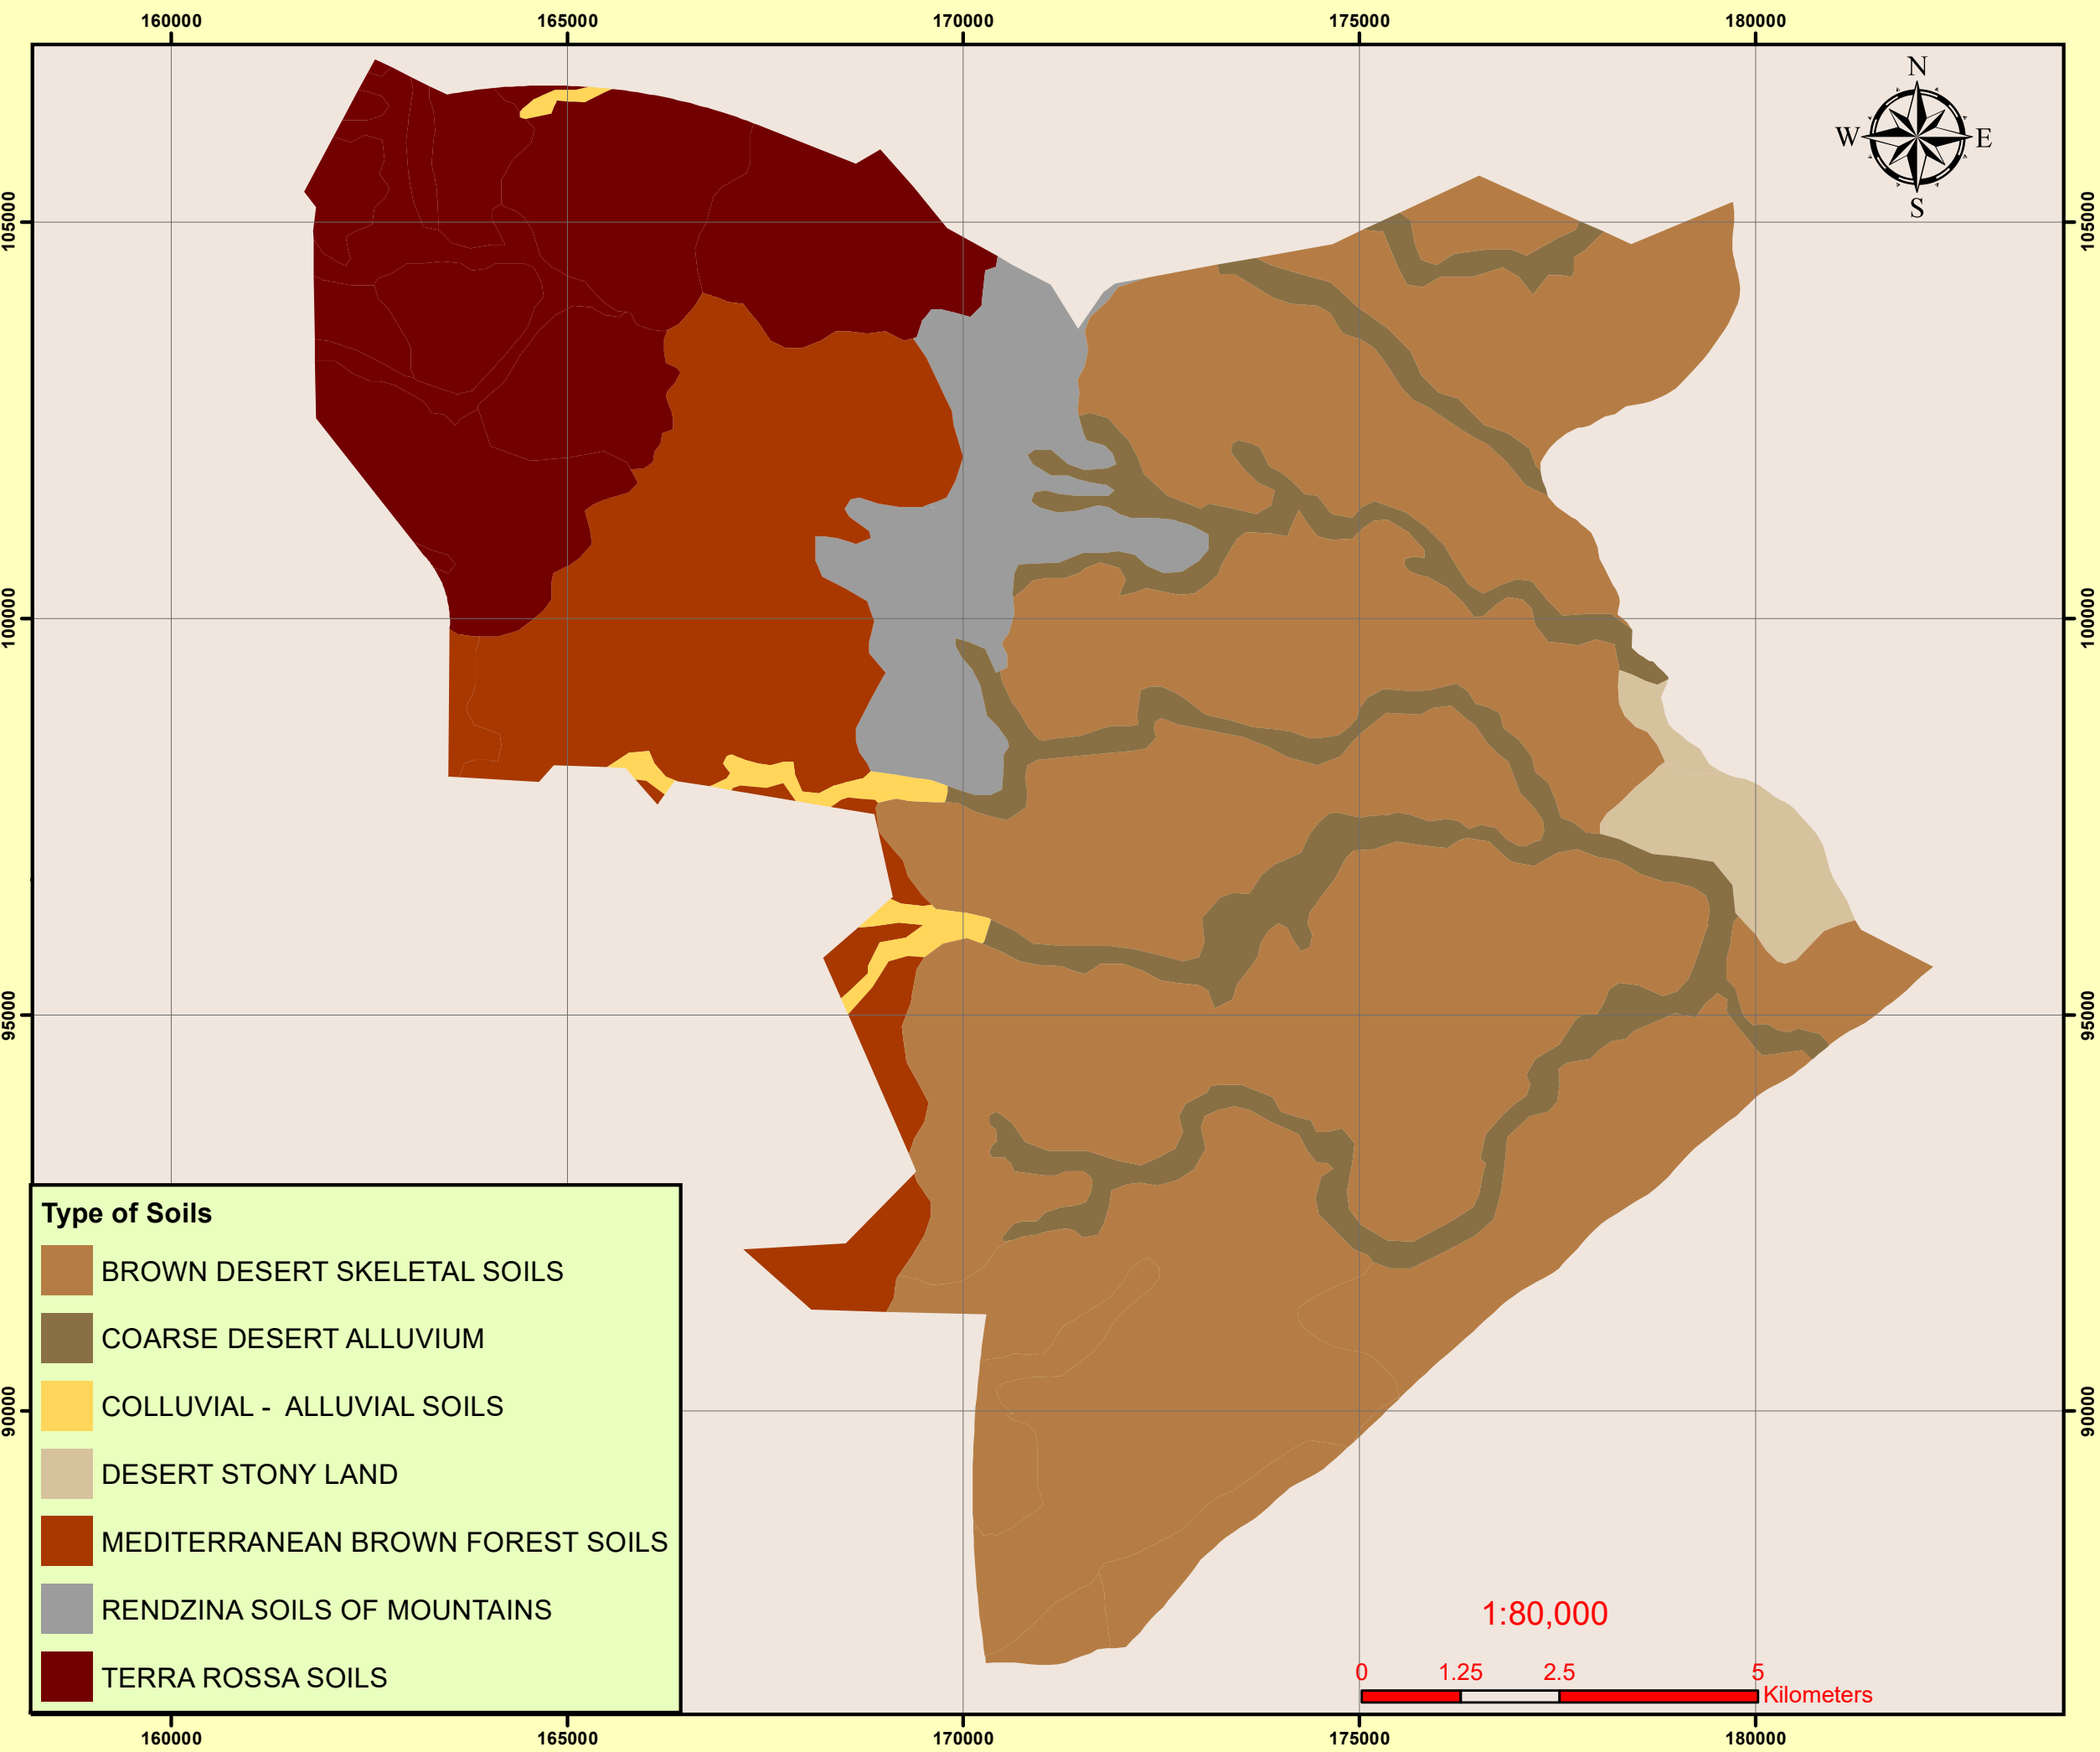 160000 165000 170000 175000 180000
N
W E
S
105000 105000
100000 100000
95000 95000
90000 90000
Type of Soils
BROWN DESERT SKELETAL SOILS
COARSE DESERT ALLUVIUM
COLLUVIAL - ALLUVIAL SOILS
DESERT STONY LAND
MEDITERRANEAN BROWN FOREST SOILS
RENDZINA SOILS OF MOUNTAINS
TERRA ROSSA SOILS
1:80,000
0 1.25 2.5 5
Kilometers
160000 165000 170000 175000 180000